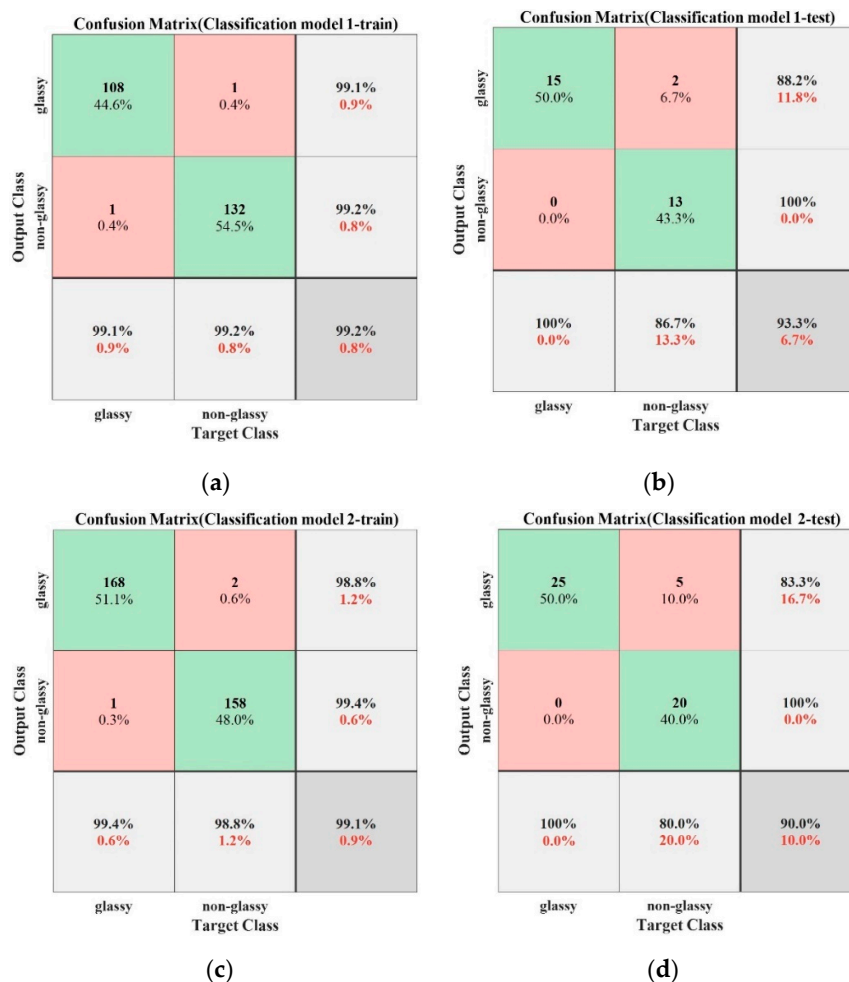 Confusion Matrix(Classification model 1-train)
glassy
108
44.6%
1
0.4%
99.1%
0.9%
Output Class
non-glassy
1
0.4%
132
54.5%
99.2%
0.8%
99.1%
0.9%
99.2%
0.8%
99.2%
0.8%
glassy
non-glassy
Target Class
(a)
Confusion Matrix(Classification model 1-test)
glassy
15
50.0%
2
6.7%
88.2%
11.8%
Output Class
non-glassy
0
0.0%
13
43.3%
100%
0.0%
100%
0.0%
86.7%
13.3%
93.3%
6.7%
glassy
non-glassy
Target Class
(b)
Confusion Matrix(Classification model 2-train)
glassy
168
51.1%
2
0.6%
98.8%
1.2%
Output Class
non-glassy
1
0.3%
158
48.0%
99.4%
0.6%
99.4%
0.6%
98.8%
1.2%
99.1%
0.9%
glassy
non-glassy
Target Class
(c)
Confusion Matrix(Classification model 2-test)
glassy
25
50.0%
5
10.0%
83.3%
16.7%
Output Class
non-glassy
0
0.0%
20
40.0%
100%
0.0%
100%
0.0%
80.0%
20.0%
90.0%
10.0%
glassy
non-glassy
Target Class
(d)